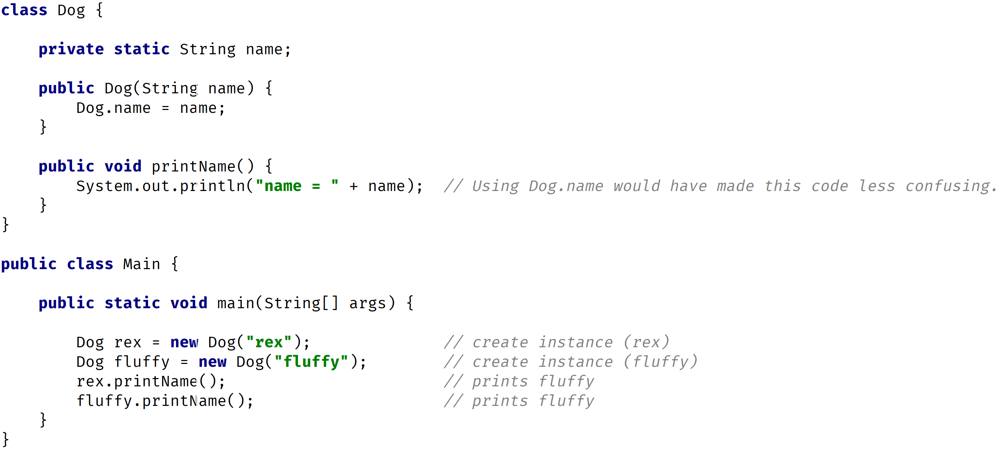 class Dog {
private static String name;
public Dog(String name) {
Dog.name = name;
}
public void printName() {
System.out.println("name = " + name); // Using Dog.name would have made this code less confusing.
}
}
public class Main {
public static void main(String[] args) {
Dog rex = new Dog("rex"); // create instance (rex)
Dog fluffy = new Dog("fluffy"); // create instance (fluffy)
rex.printName(); // prints fluffy
fluffy.printName(); // prints fluffy
}
}